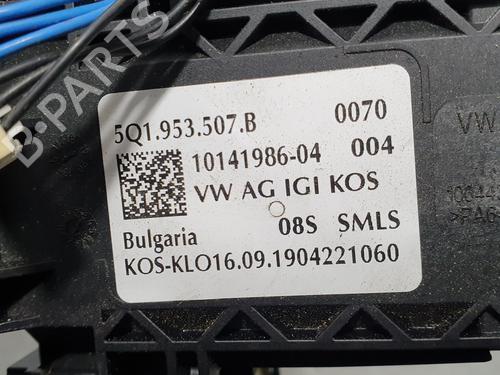 B-PARTS
5Q1.953.507.B 0070
10141986-04 004
VW AG IGI KOS
08S SMLS
Bulgaria
KOS-KLO16.09.1904221060
VW